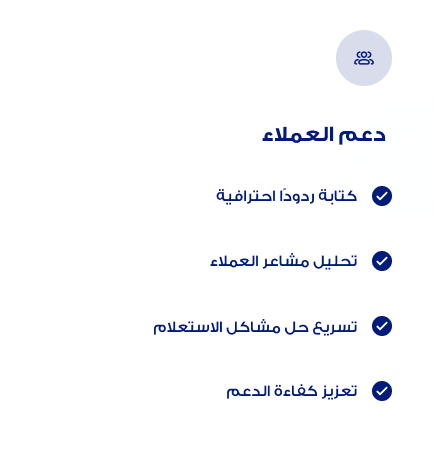 دعم العملاء
كتابة ردودًا احترافية
تحليل مشاعر العملاء
تسريع حل مشاكل الاستعلام
تعزيز كفاءة الدعم